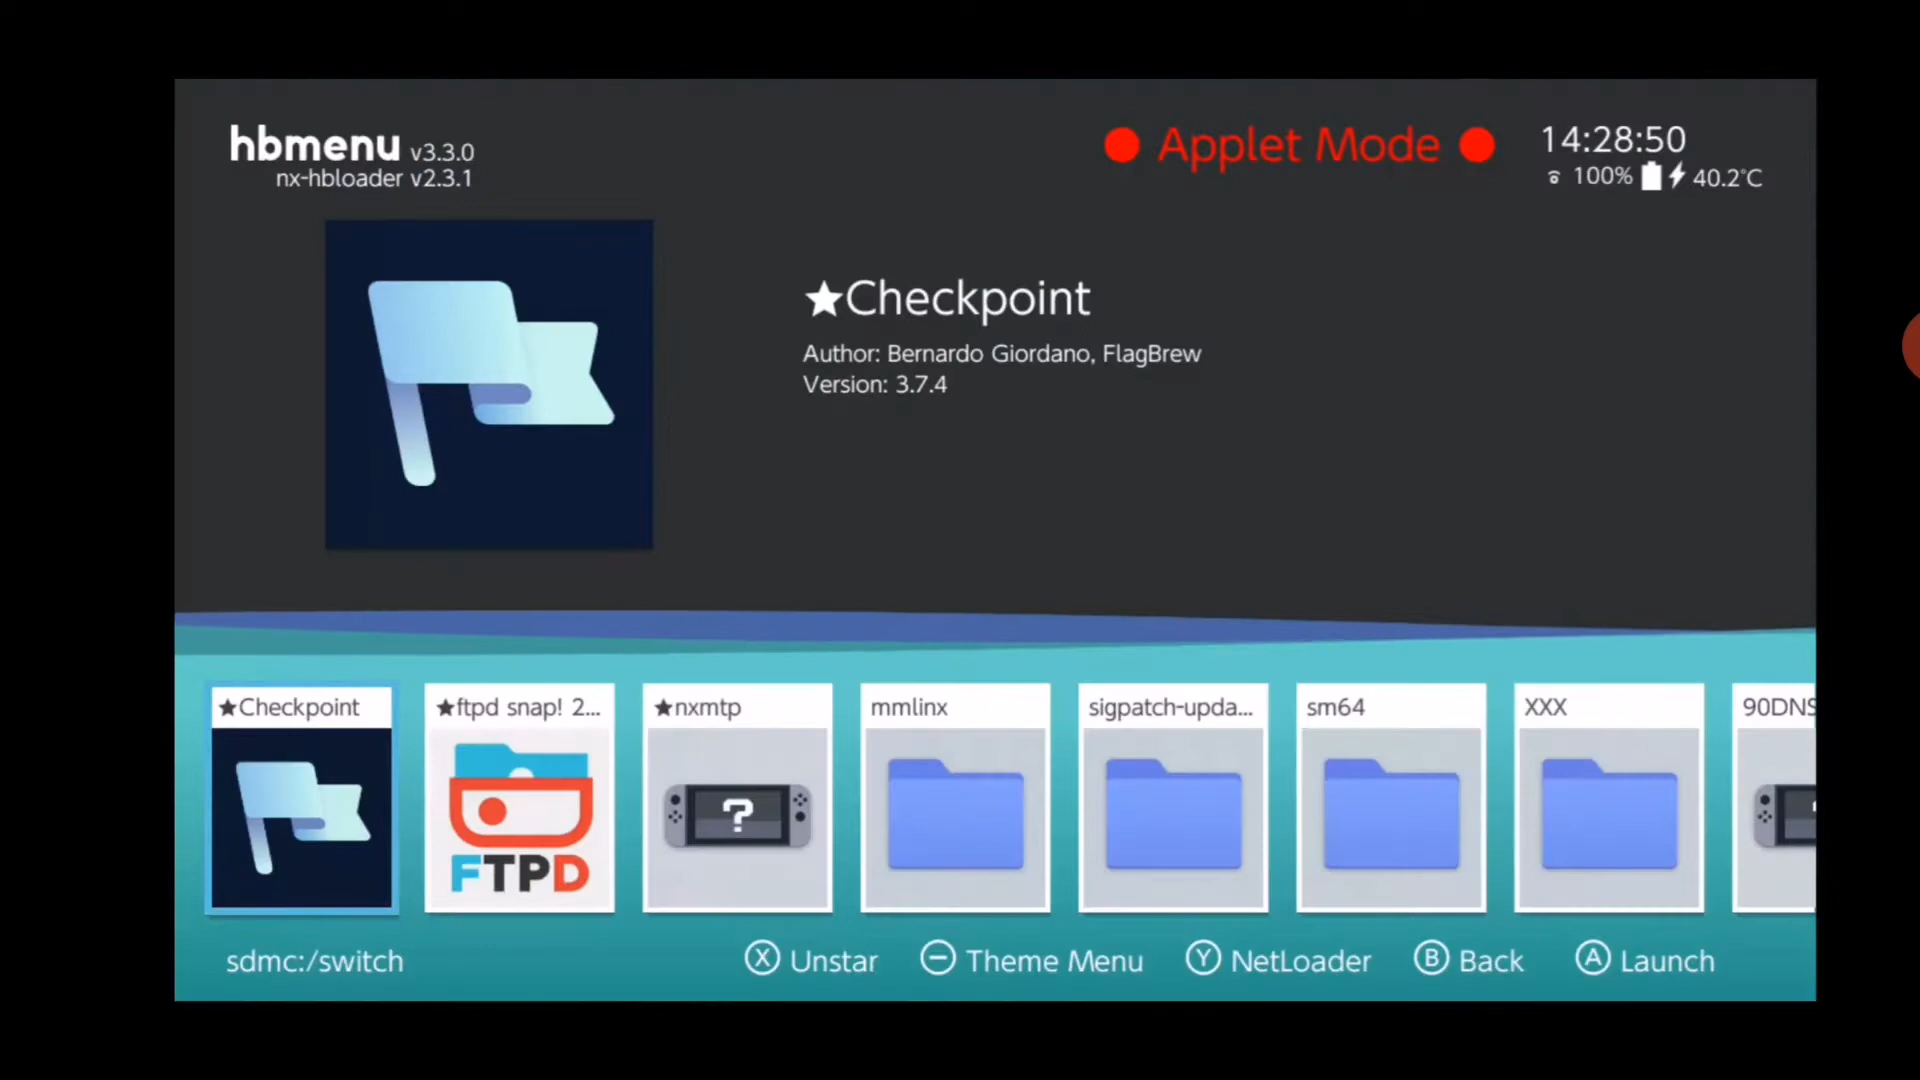 hbmenu v3.3.0
nx-hbloader v2.3.1
Applet Mode
14:28:50
100% 40.2°C
★Checkpoint
Author: Bernardo Giordano, FlagBrew
Version: 3.7.4
★Checkpoint
★ftpd snap! 2...
★nxmtp
mmlinx
sigpatch-upda...
sm64
XXX
90DNS
?
FTPD
sdmc:/switch
X Unstar
Theme Menu
Y NetLoader
B Back
A Launch